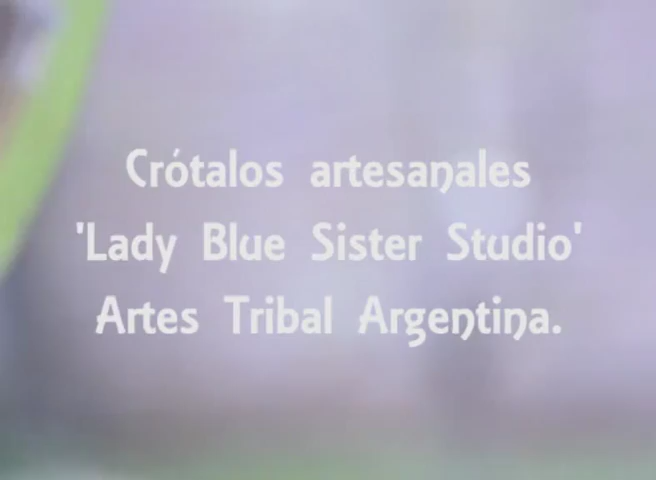 Crótalos artesanales
'Lady Blue Sister Studio'
Artes Tribal Argentina.